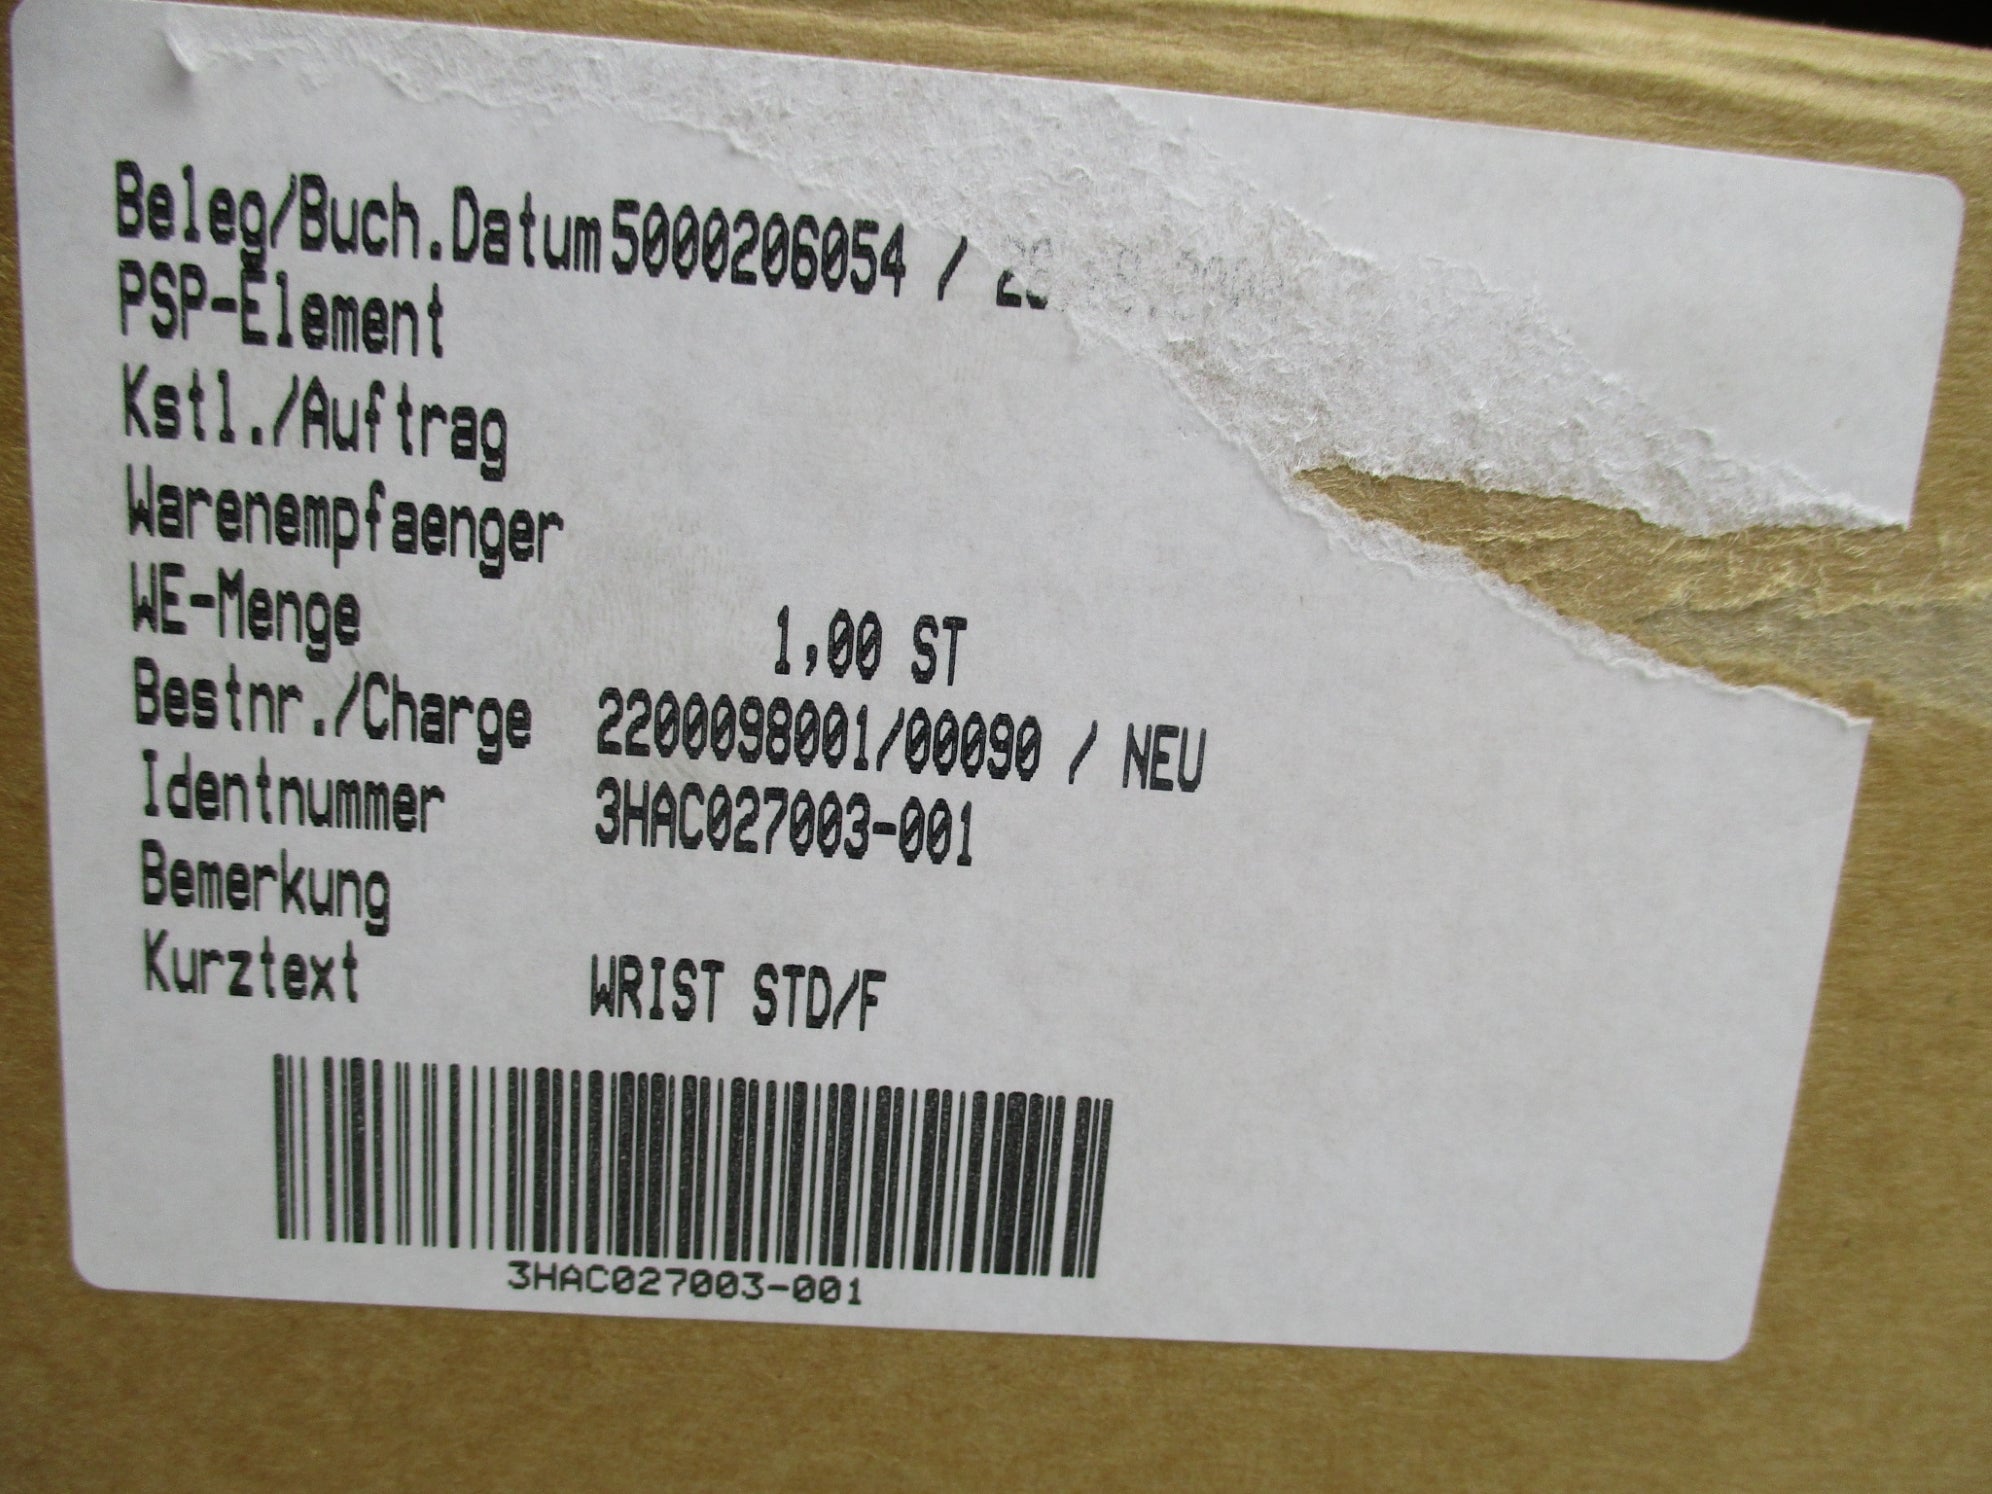 Beleg/Buch.Datum 5000206054 /
PSP-Element
Kstl./Auftrag
Warenempfaenger
WE-Menge 1,00 ST
Bestnr./Charge 2200098001/00090 / NEU
Identnummer 3HAC027003-001
Bemerkung
Kurztext WRIST STD/F
3HAC027003-001